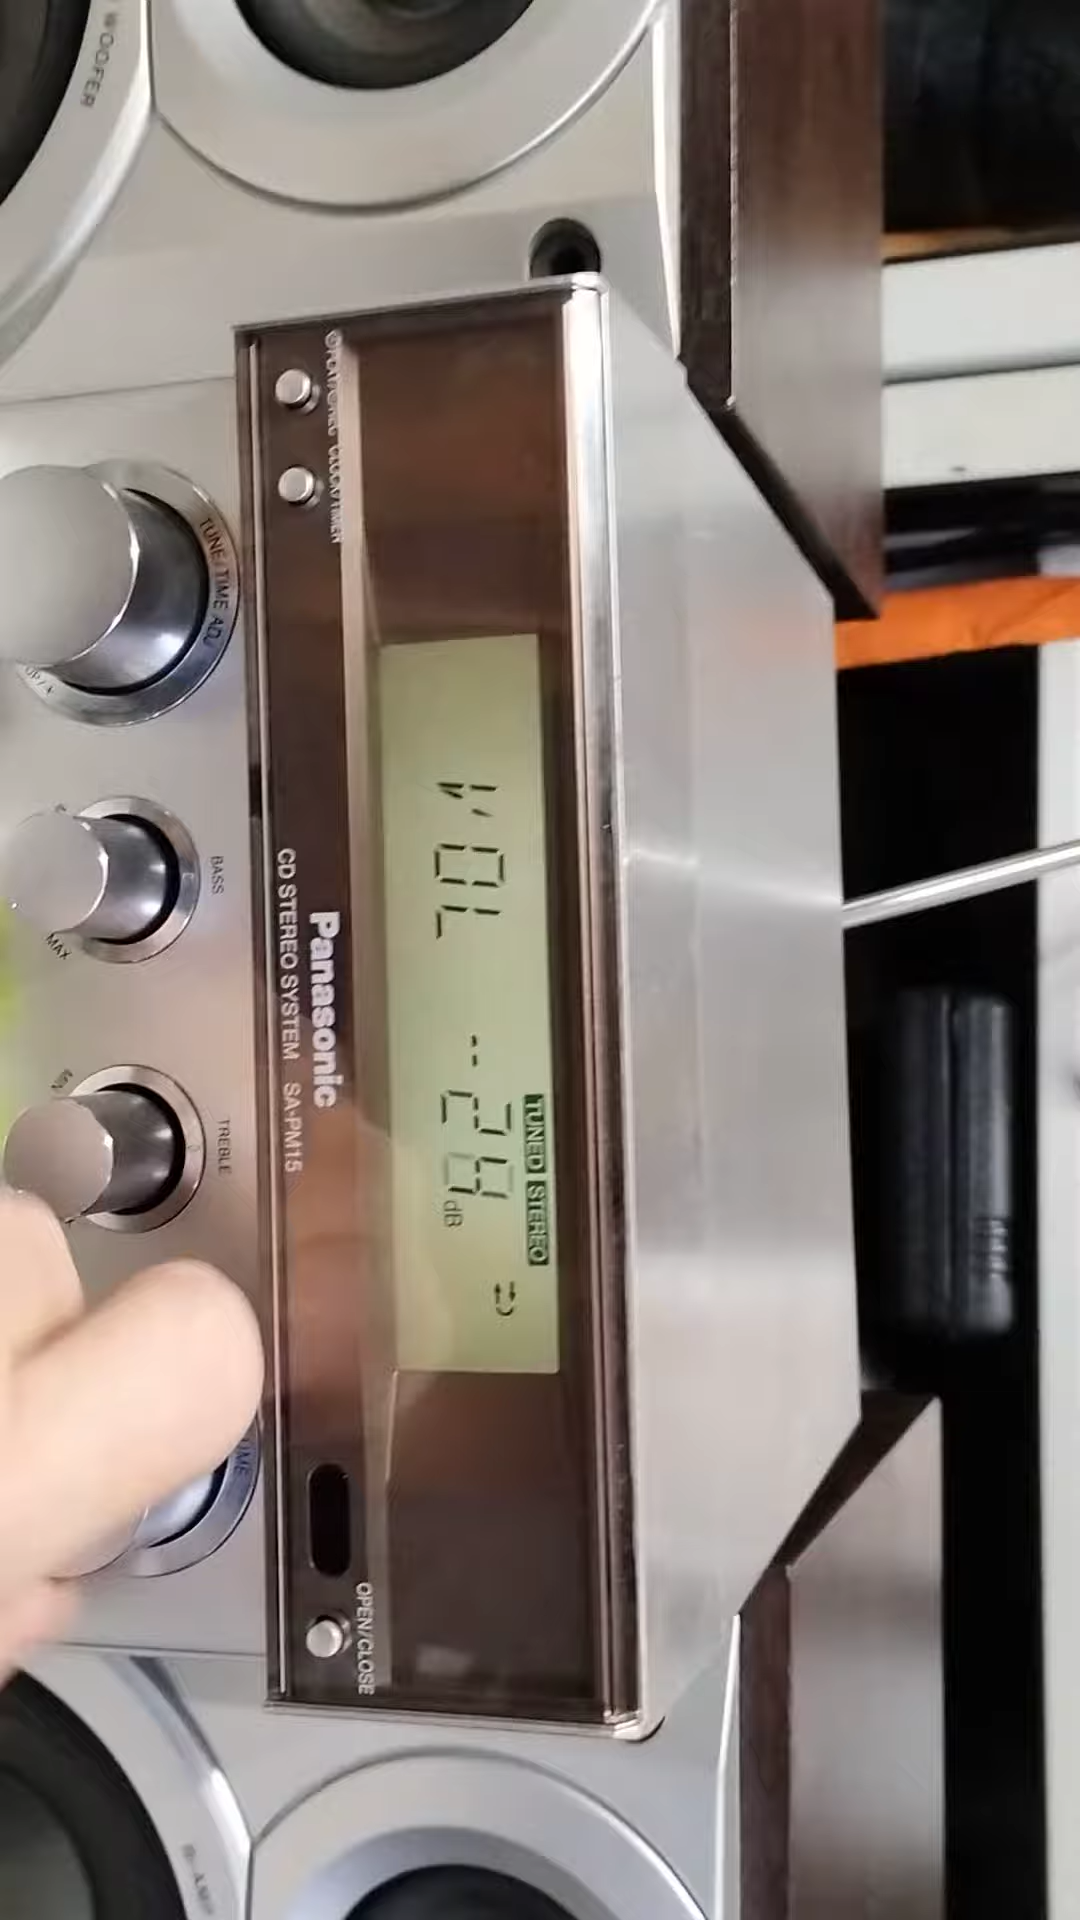 TUNED STEREO
VOL --28 dB
CLOCK/TIMER
OPEN/CLOSE
Panasonic
CD STEREO SYSTEM SA-PM15
TUNE/TIME ADJ
BASS
TREBLE
MAX
MIN
WOOFER